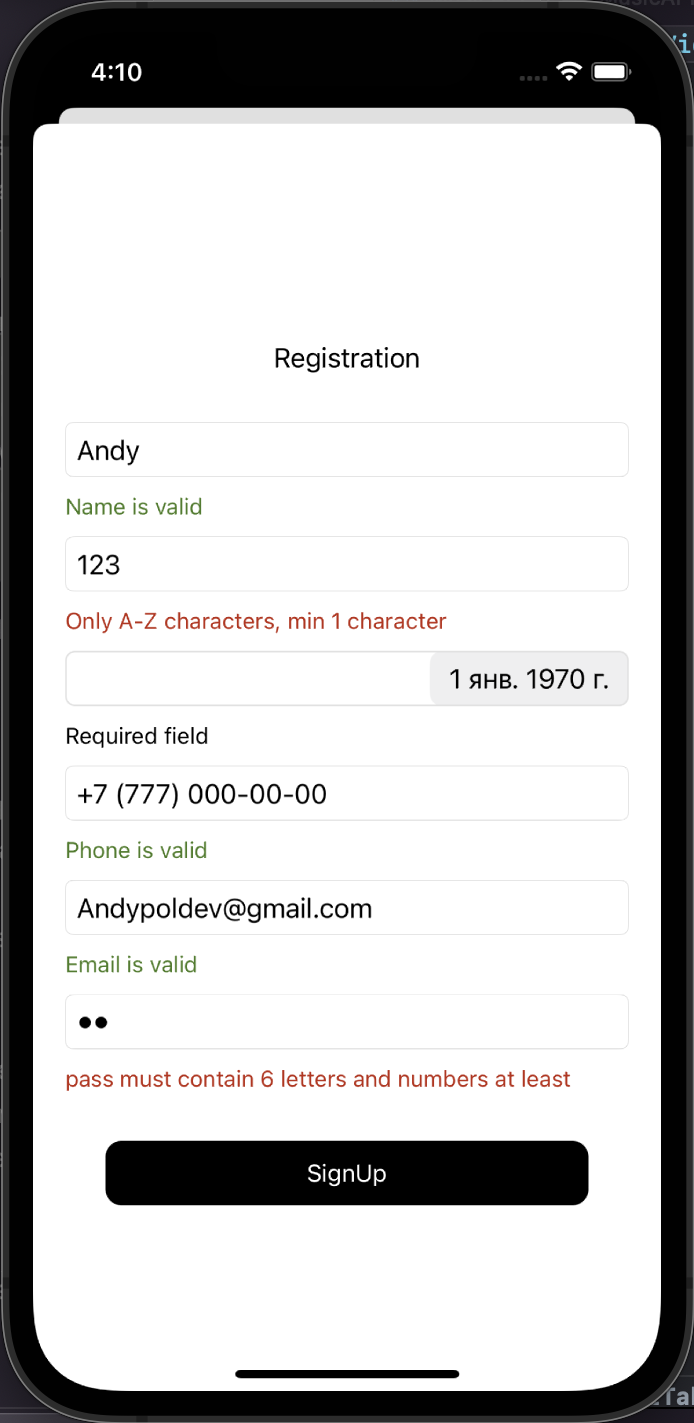 4:10
Registration
Andy
Name is valid
123
Only A-Z characters, min 1 character
1 янв. 1970 г.
Required field
+7 (777) 000-00-00
Phone is valid
Andypoldev@gmail.com
Email is valid
••
pass must contain 6 letters and numbers at least
SignUp